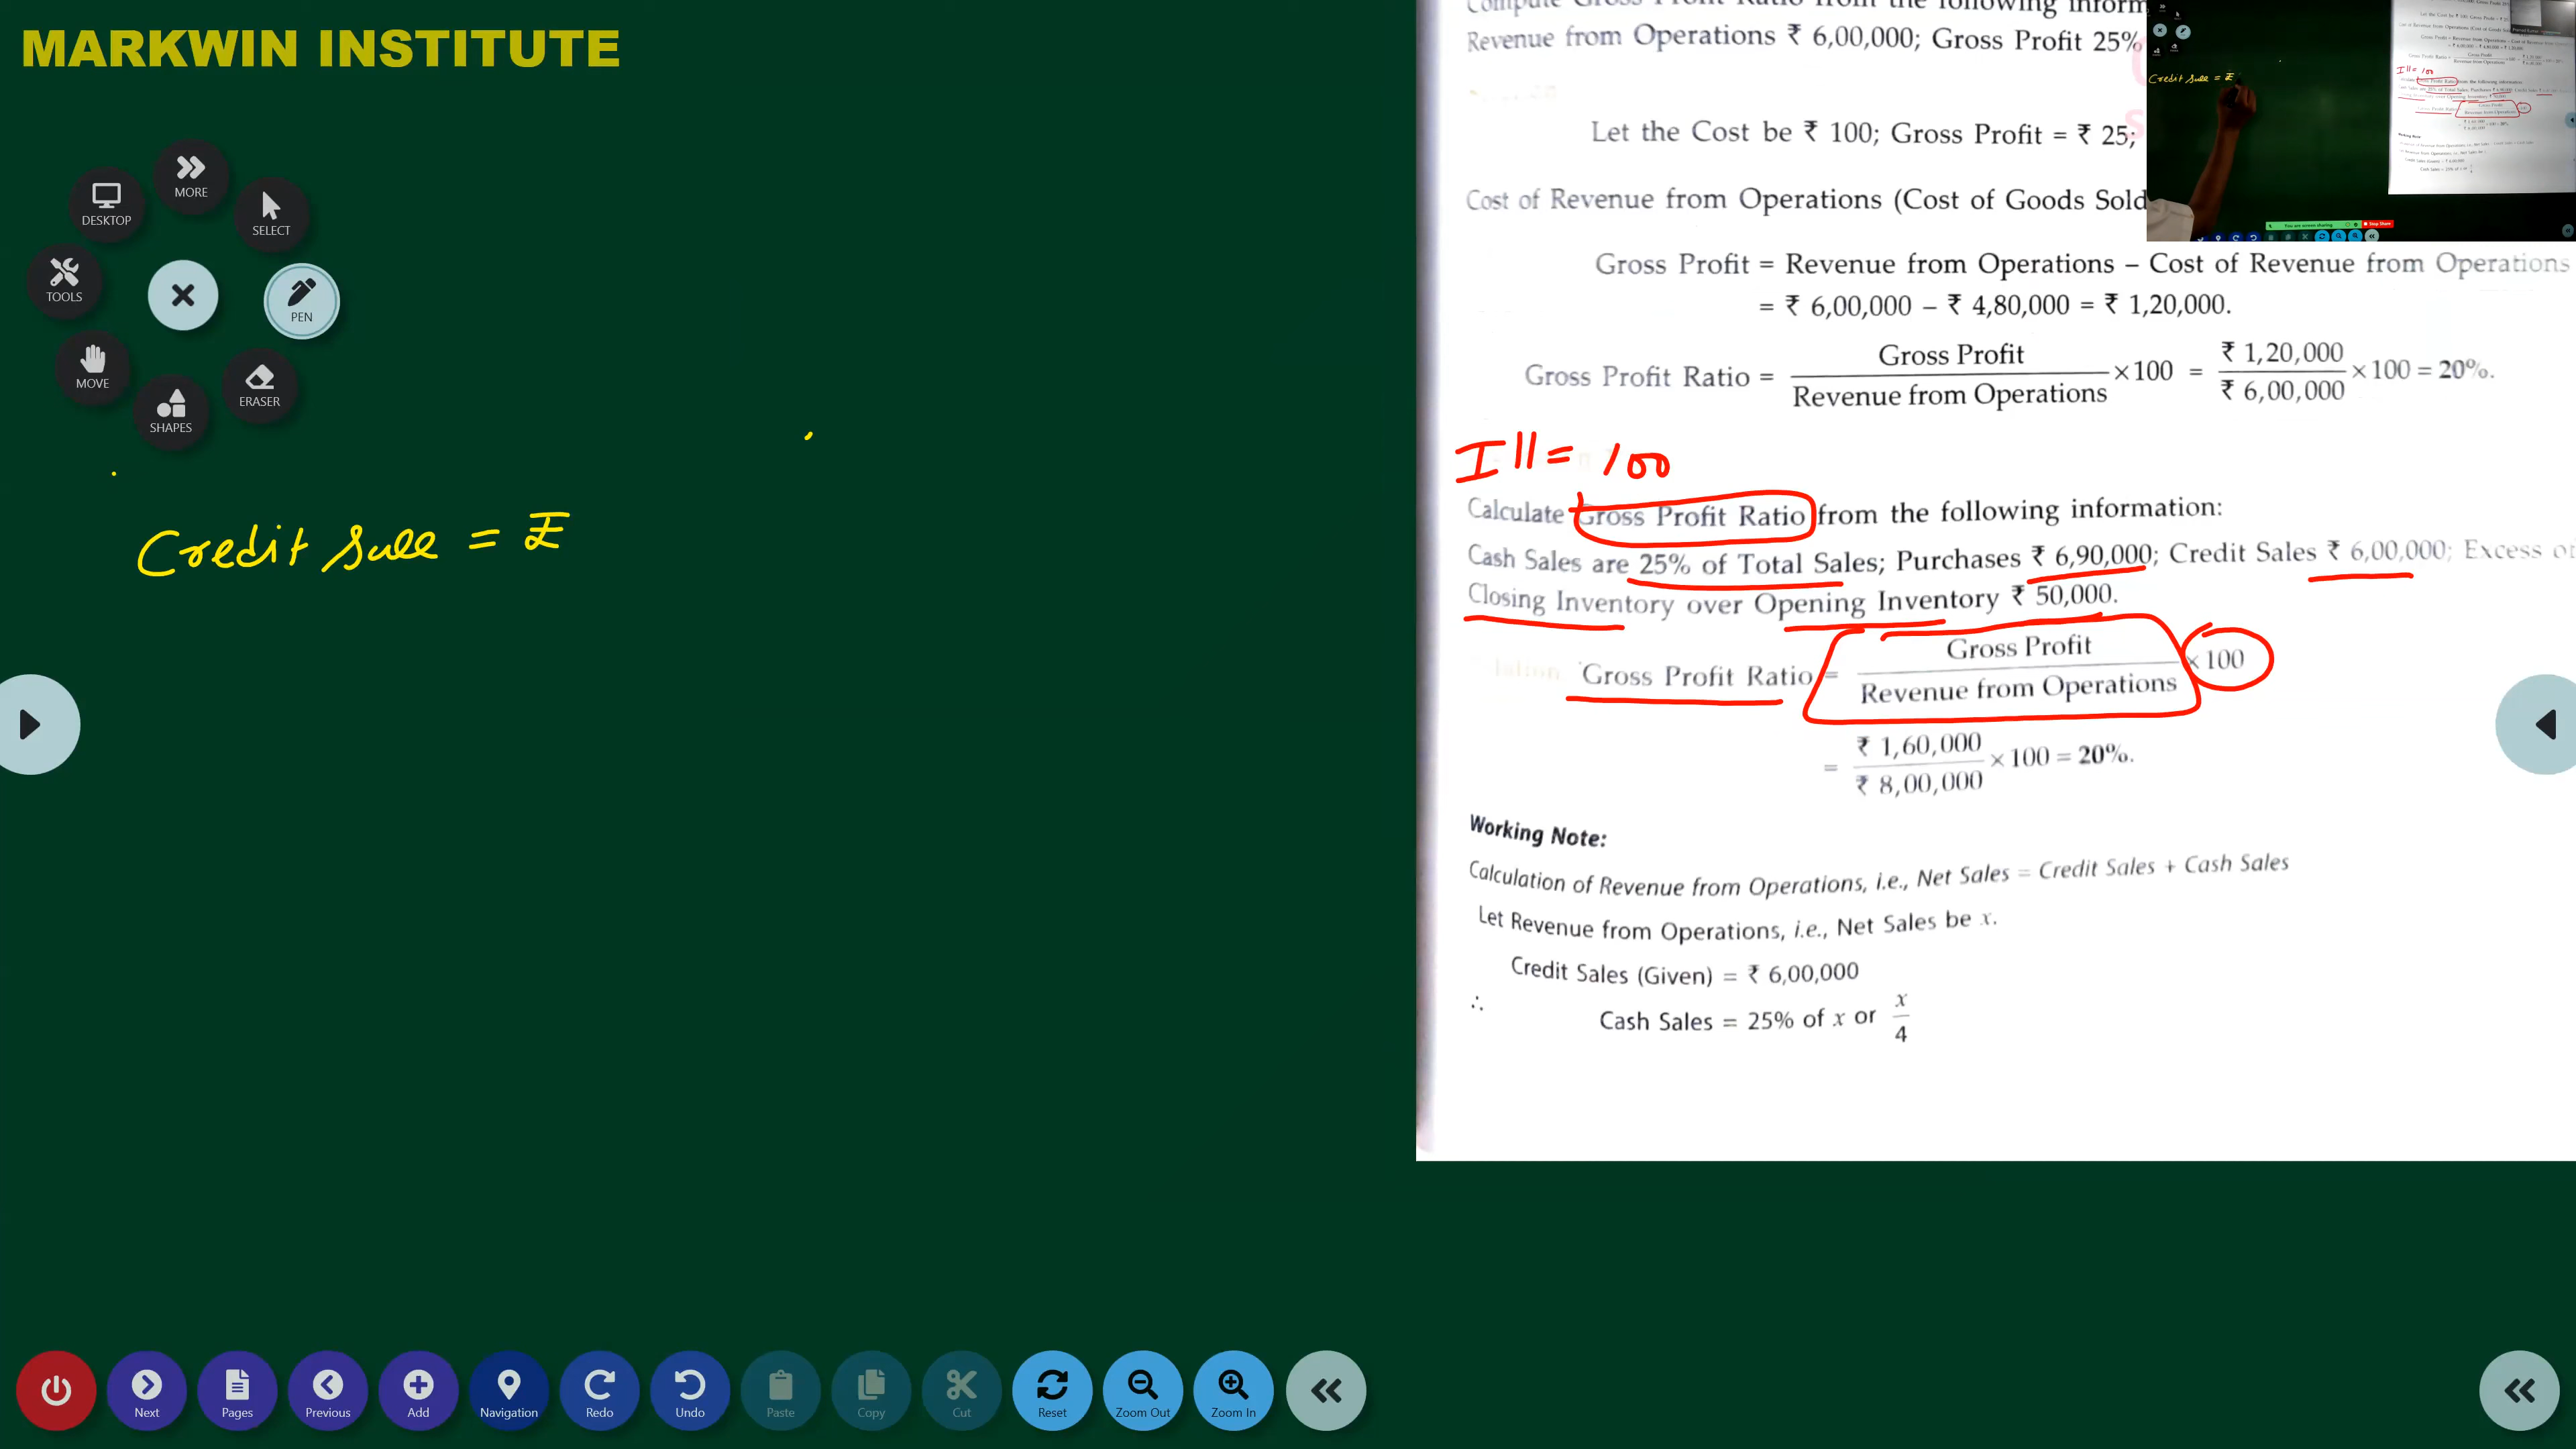 MARKWIN INSTITUTE
MORE
DESKTOP
SELECT
TOOLS
PEN
MOVE
ERASER
SHAPES
Credit Sale =
Compute Gross Profit Ratio from the following inform
Revenue from Operations ₹ 6,00,000; Gross Profit 25%
Let the Cost be ₹ 100; Gross Profit = ₹ 25;
Cost of Revenue from Operations (Cost of Goods Sold
Gross Profit = Revenue from Operations – Cost of Revenue from Operations
= ₹ 6,00,000 – ₹ 4,80,000 = ₹ 1,20,000.
Gross Profit Ratio = Gross Profit / Revenue from Operations ×100 = ₹ 1,20,000 / ₹ 6,00,000 ×100 = 20%.
Ill = 100
Calculate Gross Profit Ratio from the following information:
Cash Sales are 25% of Total Sales; Purchases ₹ 6,90,000; Credit Sales ₹ 6,00,000; Excess of
Closing Inventory over Opening Inventory ₹ 50,000.
Gross Profit Ratio = Gross Profit / Revenue from Operations ×100
= ₹ 1,60,000 / ₹ 8,00,000 ×100 = 20%.
Working Note:
Calculation of Revenue from Operations, i.e., Net Sales = Credit Sales + Cash Sales
Let Revenue from Operations, i.e., Net Sales be x.
Credit Sales (Given) = ₹ 6,00,000
∴ Cash Sales = 25% of x or x/4
Next
Pages
Previous
Add
Navigation
Redo
Undo
Paste
Copy
Cut
Reset
Zoom Out
Zoom In